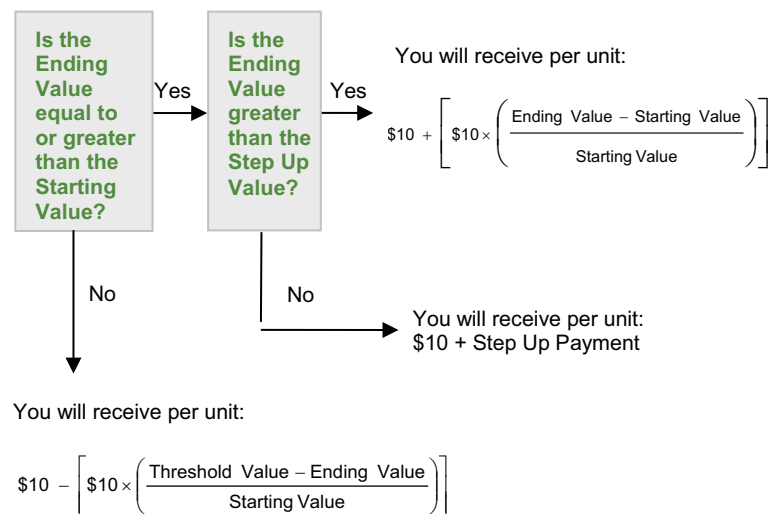 Is the
Ending
Value
equal to
or greater
than the
Starting
Value?
Yes
Is the
Ending
Value
greater
than the
Step Up
Value?
Yes
You will receive per unit:
$10 + [ $10 × ( Ending Value – Starting Value
Starting Value ) ]
No
No
You will receive per unit:
$10 + Step Up Payment
You will receive per unit:
$10 – [ $10 × ( Threshold Value – Ending Value
Starting Value ) ]